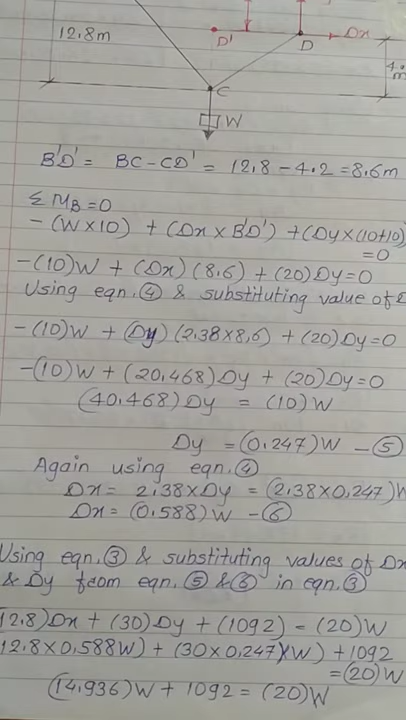 12.8m
D'
D
Dx
4.
m
C
W
B'D' = BC-CD' = 12.8-4.2 = 8.6m
Σ MB=0
-(W×10) + (Dx × B'D') + (Dy×(10+10)
=0
-(10)W + (Dx)(8.6) + (20)Dy=0
Using eqn.④ & substituting value of
-(10)W + (Dy)(2.38×8.6) + (20)Dy=0
-(10)W + (20.468)Dy + (20)Dy=0
(40.468)Dy = (10)W
Dy = (0.247)W -⑤
Again using eqn.④
Dx = 2.38×Dy = (2.38×0.247)W
Dx = (0.588)W -⑥
Using eqn.③ & substituting values of Dx
& Dy from eqn.⑤ & ⑥ in eqn.③
(12.8)Dx + (30)Dy + (1092) = (20)W
(12.8×0.588W) + (30×0.247)(W) + 1092
=(20)W
(14.936)W + 1092 = (20)W